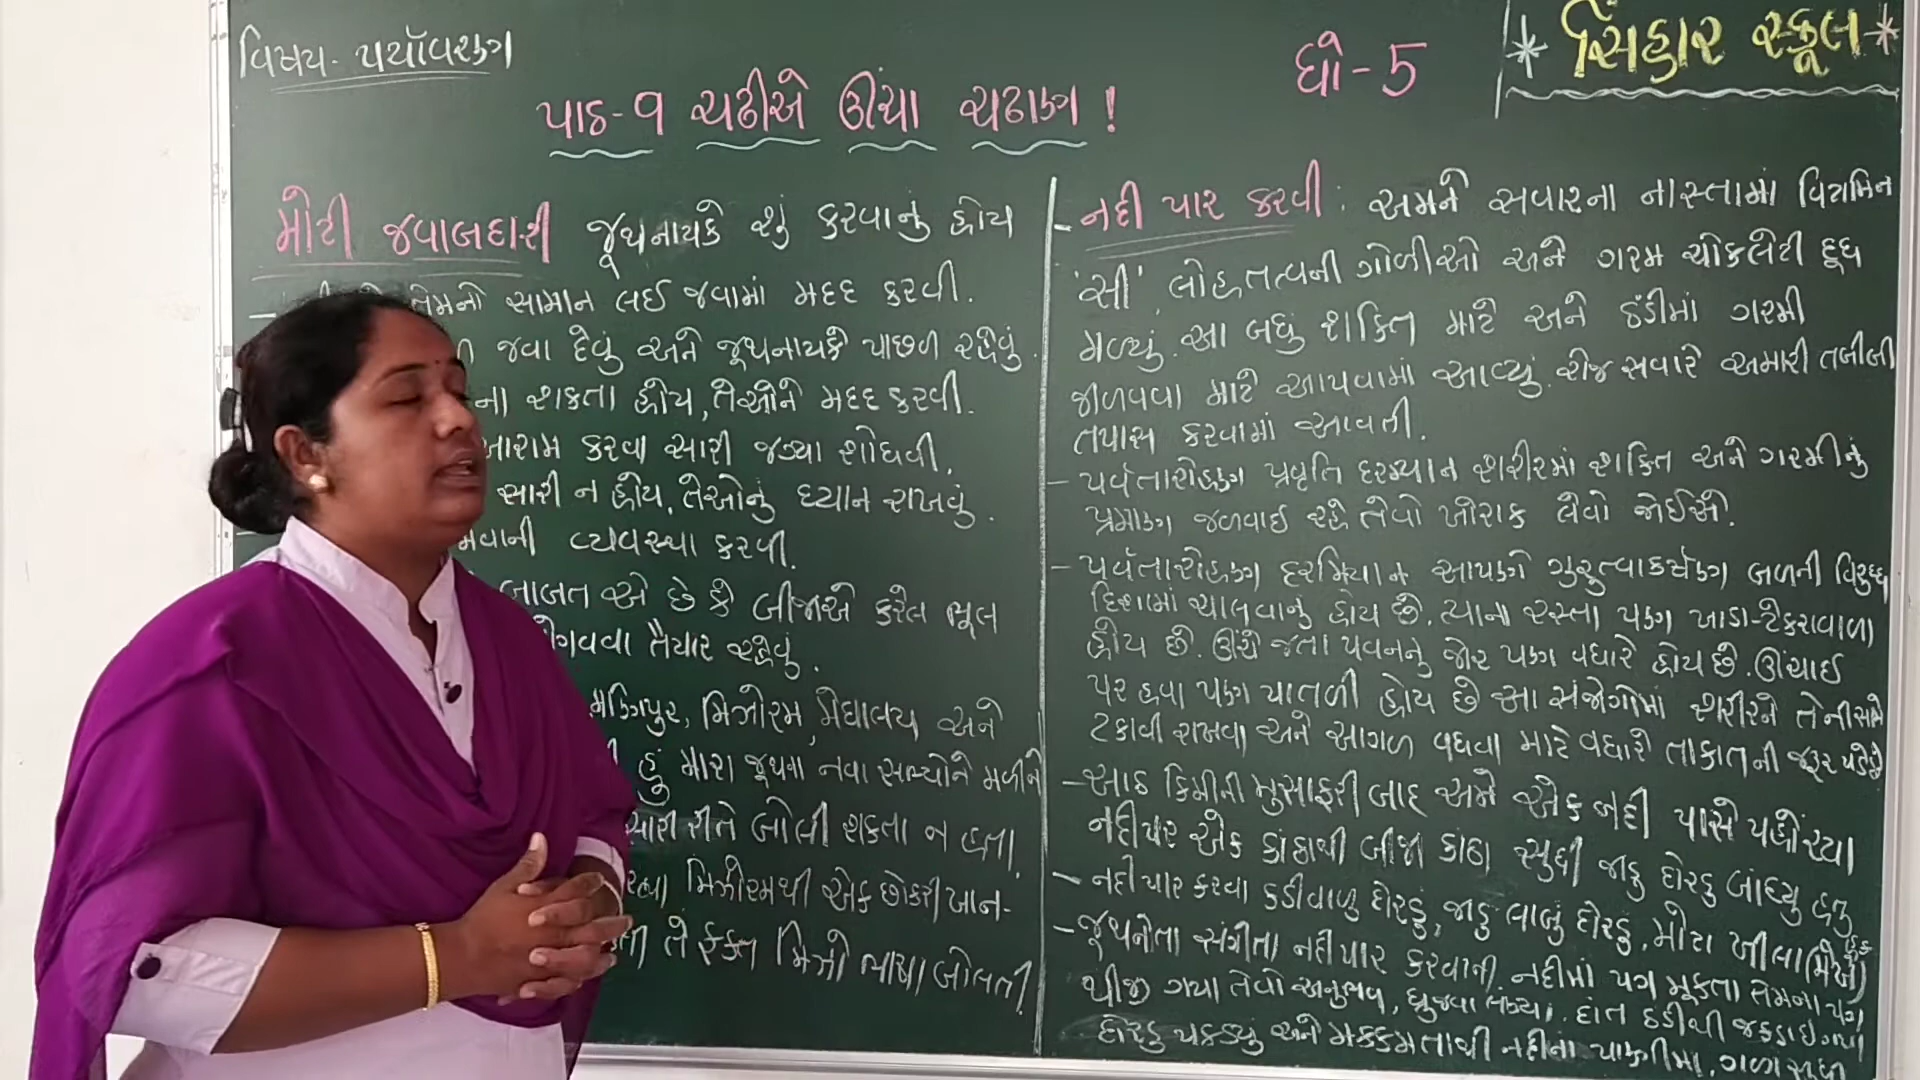 વિષય - પર્યાવરણ
ધો - 5
* સિંહાર સ્કૂલ *
પાઠ - ૧ ચઢીએ ઊંચા ચઢાણ !
મોટી જવાબદારી જૂથનાયકે શું કરવાનું હોય
તેમનો સામાન લઈ જવામાં મદદ કરવી.
જવા દેવું અને જૂથનાયકે પાછળ રહેવું.
ના શકતા હોય, તેઓને મદદ કરવી.
આરામ કરવા સારી જગ્યા શોધવી.
સારી ન હોય, તેઓનું ધ્યાન રાખવું.
વ્યવસ્થા કરવી.
બાબત એ છે કે બીજાએ કરેલ ભૂલ
ભોગવવા તૈયાર રહેવું.
મણિપુર, મિઝોરમ, મેઘાલય અને
હું મારા જૂથના નવા સભ્યોને મળીને
સારી રીતે બોલી શકતા ન હતા.
મિઝોરમથી એક છોકરી ખાન-
તે ફક્ત મિઝો ભાષા બોલતી
- નદી પાર કરવી : અમને સવારના નાસ્તામાં વિટામિન
'સી', લોહતત્વની ગોળીઓ અને ગરમ ચોકલેટી દૂધ
મળ્યું. આ બધું શક્તિ માટે અને ઠંડીમાં ગરમી
જાળવવા માટે આપવામાં આવ્યું. રોજ સવારે અમારી તબીબી
તપાસ કરવામાં આવતી.
- પર્વતારોહણ પ્રવૃતિ દરમ્યાન શરીરમાં શક્તિ અને ગરમીનું
પ્રમાણ જળવાઈ રહે તેવો ખોરાક લેવો જોઈએ.
- પર્વતારોહણ દરમિયાન આપણે ગુરુત્વાકર્ષણ બળની વિરુધ્ધ
દિશામાં ચાલવાનું હોય છે. ત્યાના રસ્તા પણ ખાડા-ટેકરાવાળા
હોય છે. ઊંચે જતા પવનનું જોર પણ વધારે હોય છે. ઊંચાઈ
પર હવા પણ પાતળી હોય છે આ સંજોગોમાં શરીરને તેની સામે
ટકાવી રાખવા અને આગળ વધવા માટે વધારે તાકાતની જરૂર પડે છે
- આઠ કિમીની મુસાફરી બાદ અમે એક નદી પાસે પહોંચ્યા
નદી પર એક કાંઠાથી બીજા કાંઠા સુધી જાડુ દોરડુ બાંધ્યુ હતુ
- નદી પાર કરવા કડીવાળુ દોરડું, જાડુ લાબું દોરડું, મોટા ખીલા (મેખ) હૂક
- જૂથનેતા સંગીતા નદી પાર કરવાની. નદીમાં પગ મૂકતા તેમના પગ
થીજી ગયા તેવો અનુભવ, ધ્રુજવા લાગ્યા. દાંત ઠંડીથી જકડાઇ ગયા
દોરડુ પકડ્યું અને મક્કમતાથી નદીના પાણીમાં, ગળા સુધી